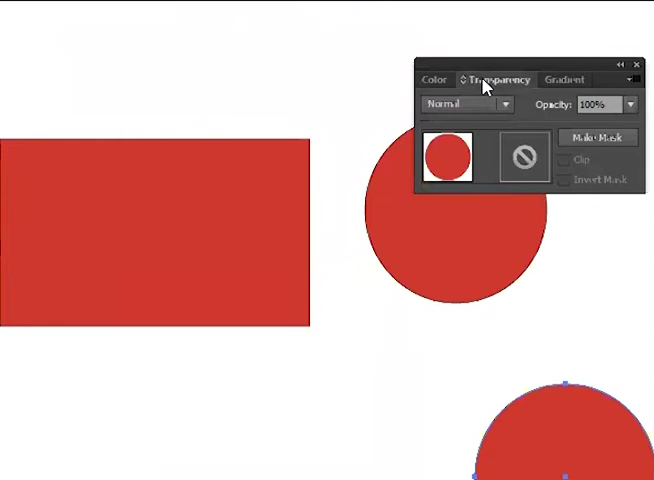 Color Transparency Gradient
Normal Opacity: 100%
Make Mask
Clip
Invert Mask